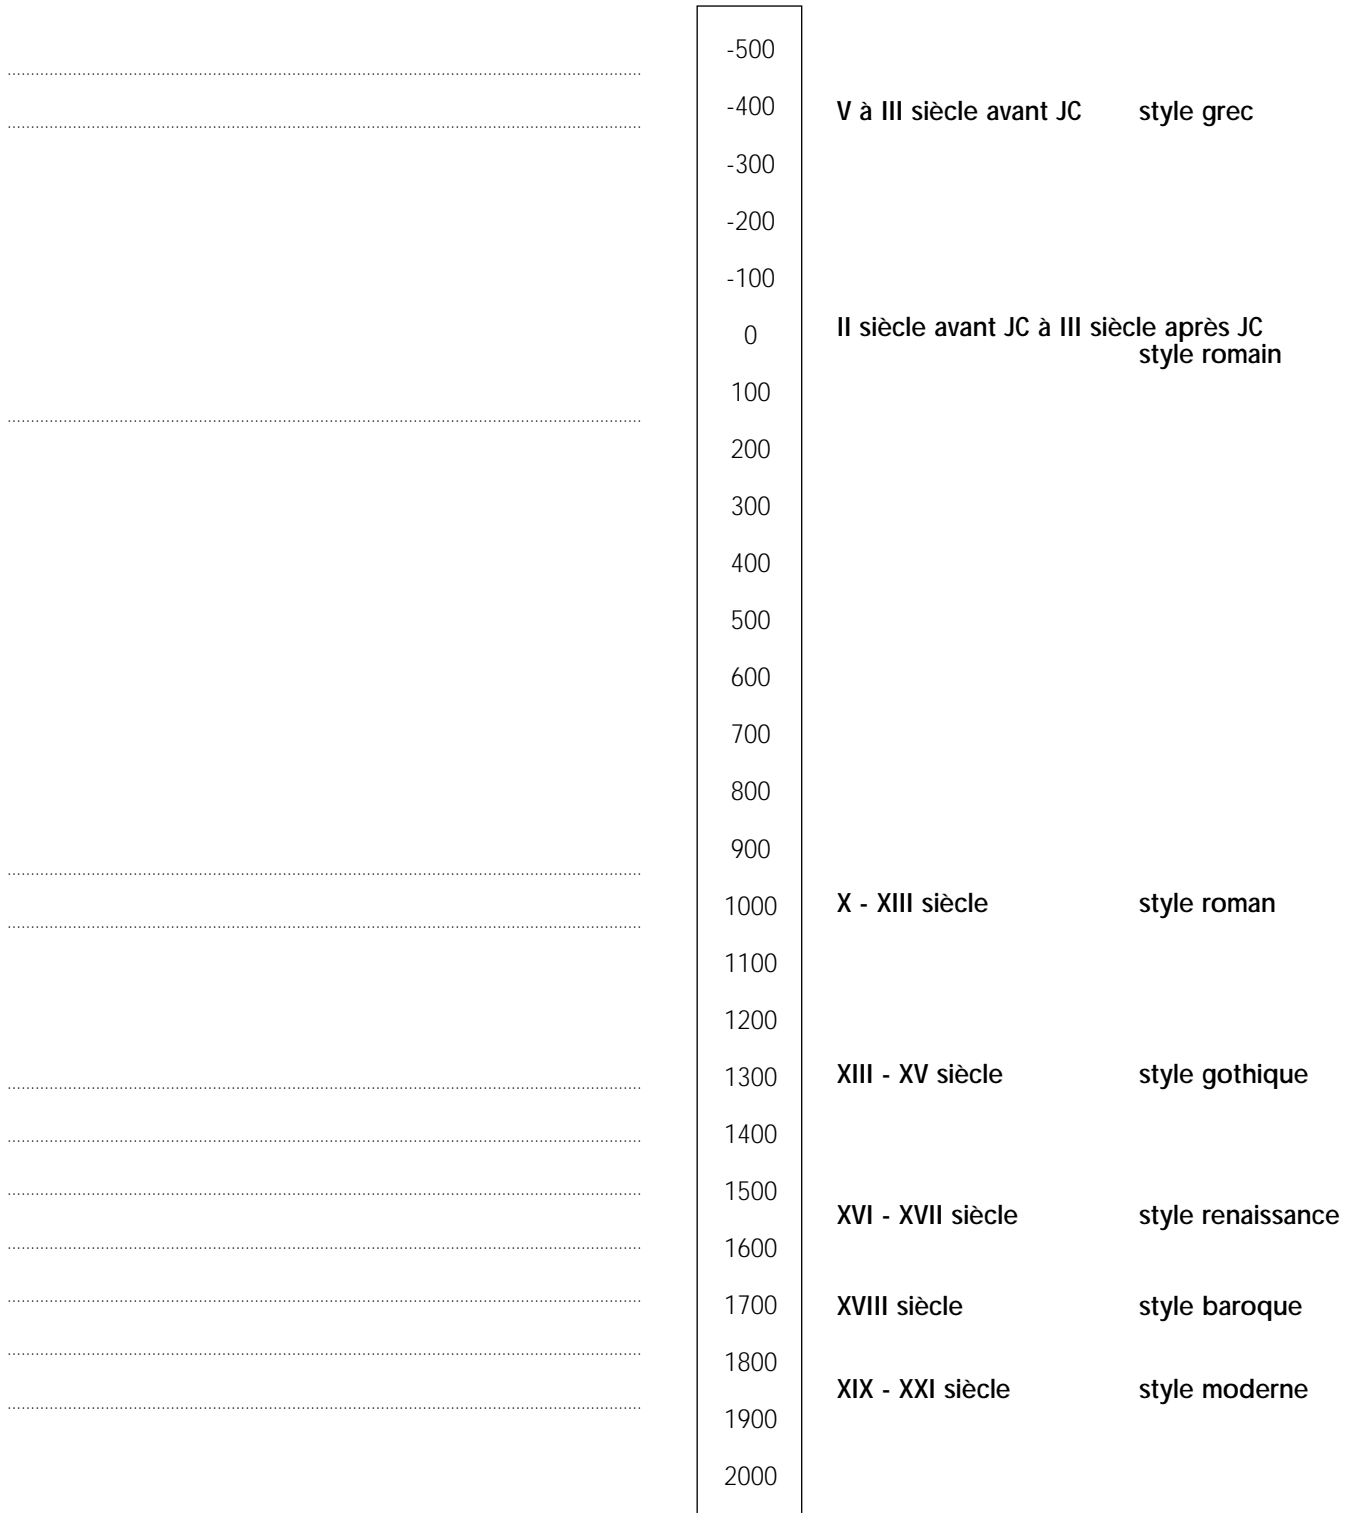 -500
-400 V à III siècle avant JC style grec
-300
-200
-100
0 II siècle avant JC à III siècle après JC
style romain
100
200
300
400
500
600
700
800
900
1000 X - XIII siècle style roman
1100
1200
1300 XIII - XV siècle style gothique
1400
1500
XVI - XVII siècle style renaissance
1600
1700 XVIII siècle style baroque
1800
XIX - XXI siècle style moderne
1900
2000